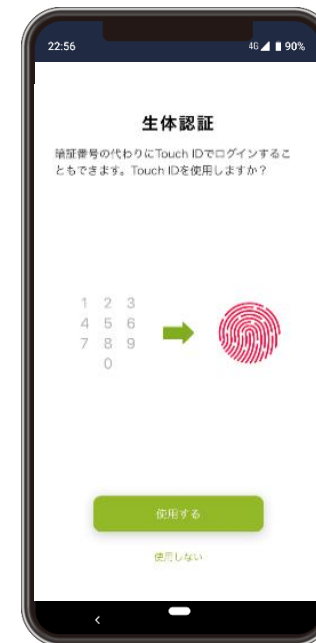 22:56 4G 90%
生体認証
暗証番号の代わりにTouch IDでログインするこ
ともできます。Touch IDを使用しますか？
1 2 3
4 5 6
7 8 9
0
使用する
使用しない